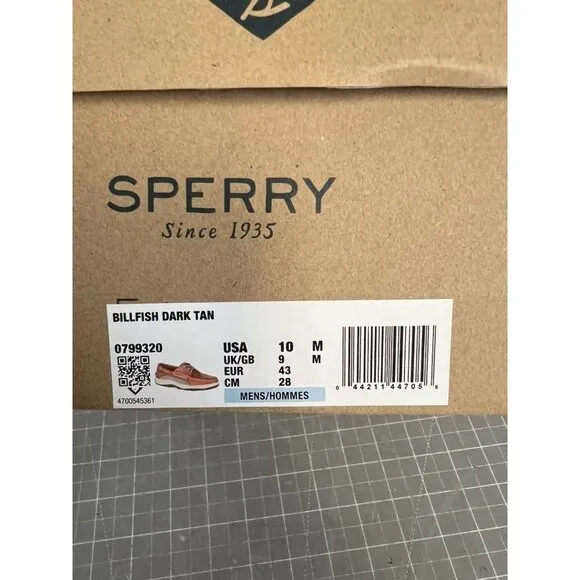 SPERRY
Since 1935
BILLFISH DARK TAN
0799320
USA 10 M
UK/GB 9 M
EUR 43
CM 28
MENS/HOMMES
4700545361
0 44211 44705 6